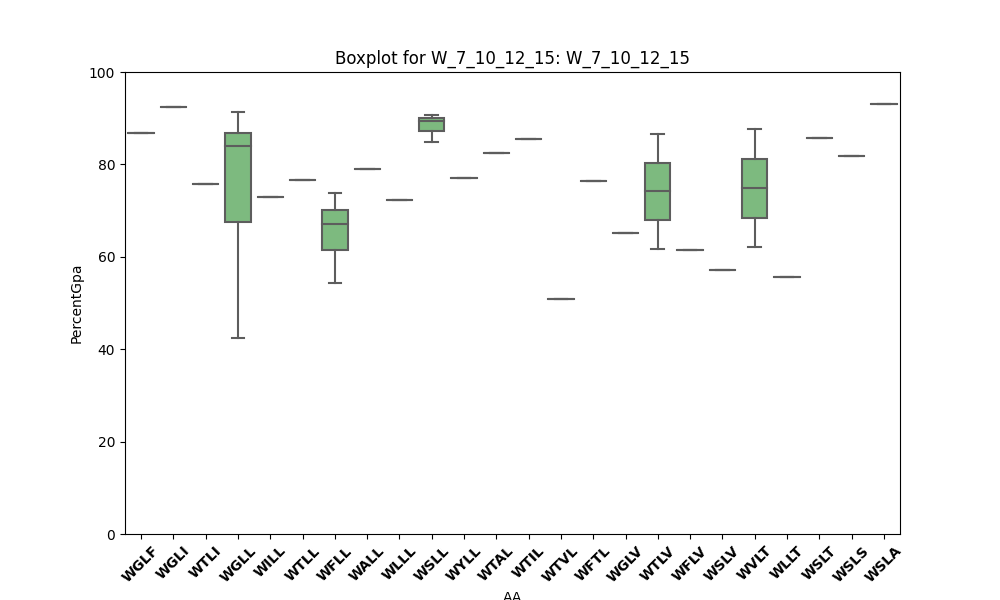 Boxplot for W_7_10_12_15: W_7_10_12_15
100
80
60
40
20
0
PercentGpa
WGLF WGLI WTLI WGLL WILL WTLL WFLL WALL WLLL WSLL WYLL WTAL WTIL WTVL WFTL WGLV WTLV WFLV WSLV WVLT WLLT WSLT WSLS WSLA
AA